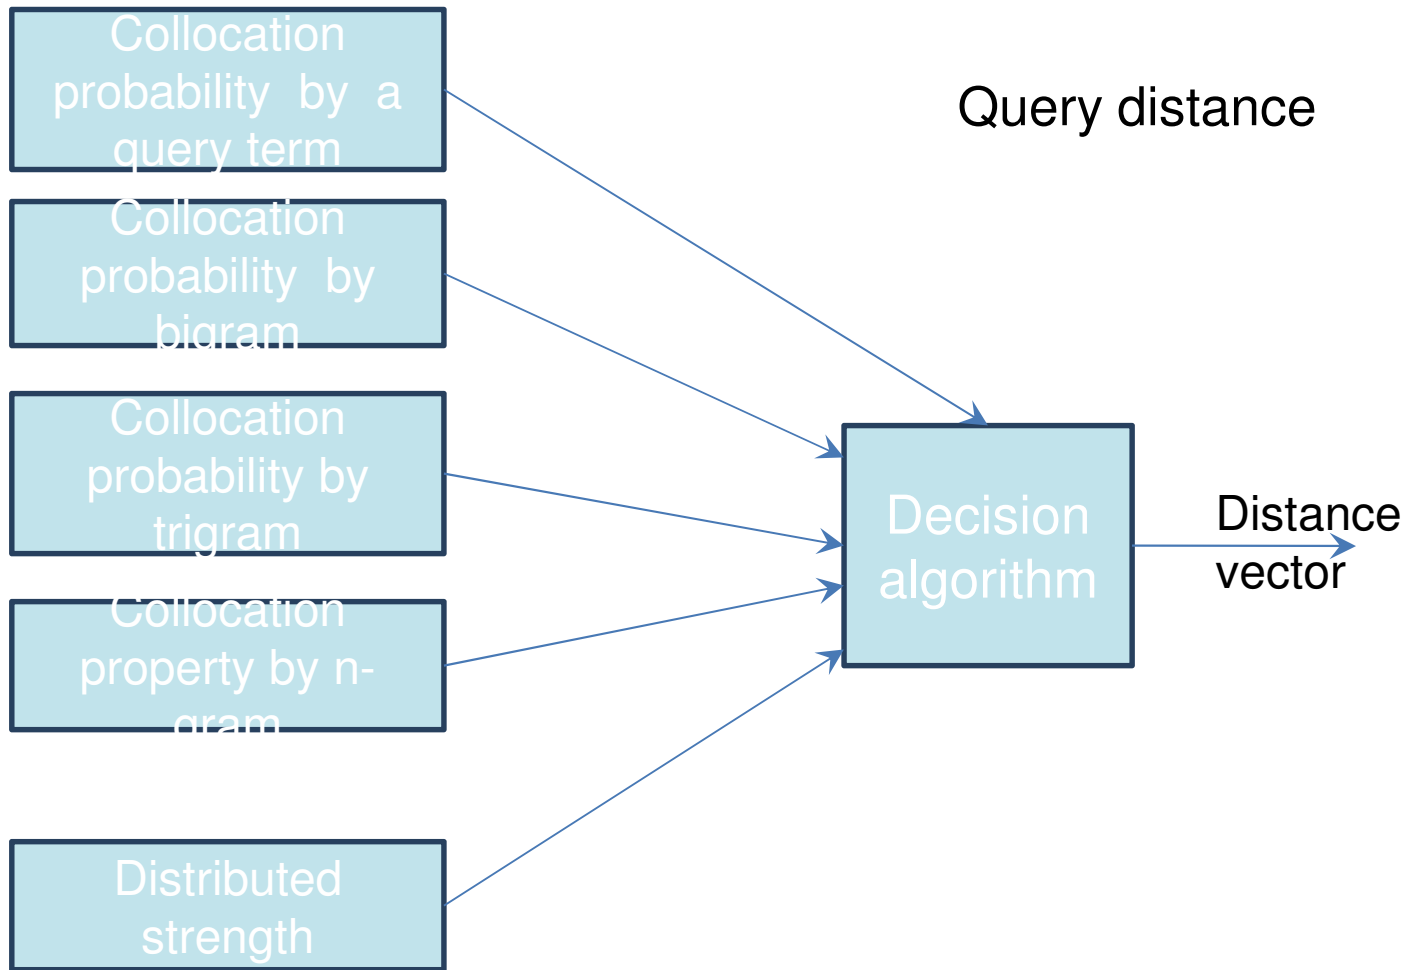 Collocation
probability by a
query term
Query distance
Collocation
probability by
bigram
Collocation
probability by
trigram
Collocation
property by n-
gram
Decision
algorithm
Distance
vector
Distributed
strength